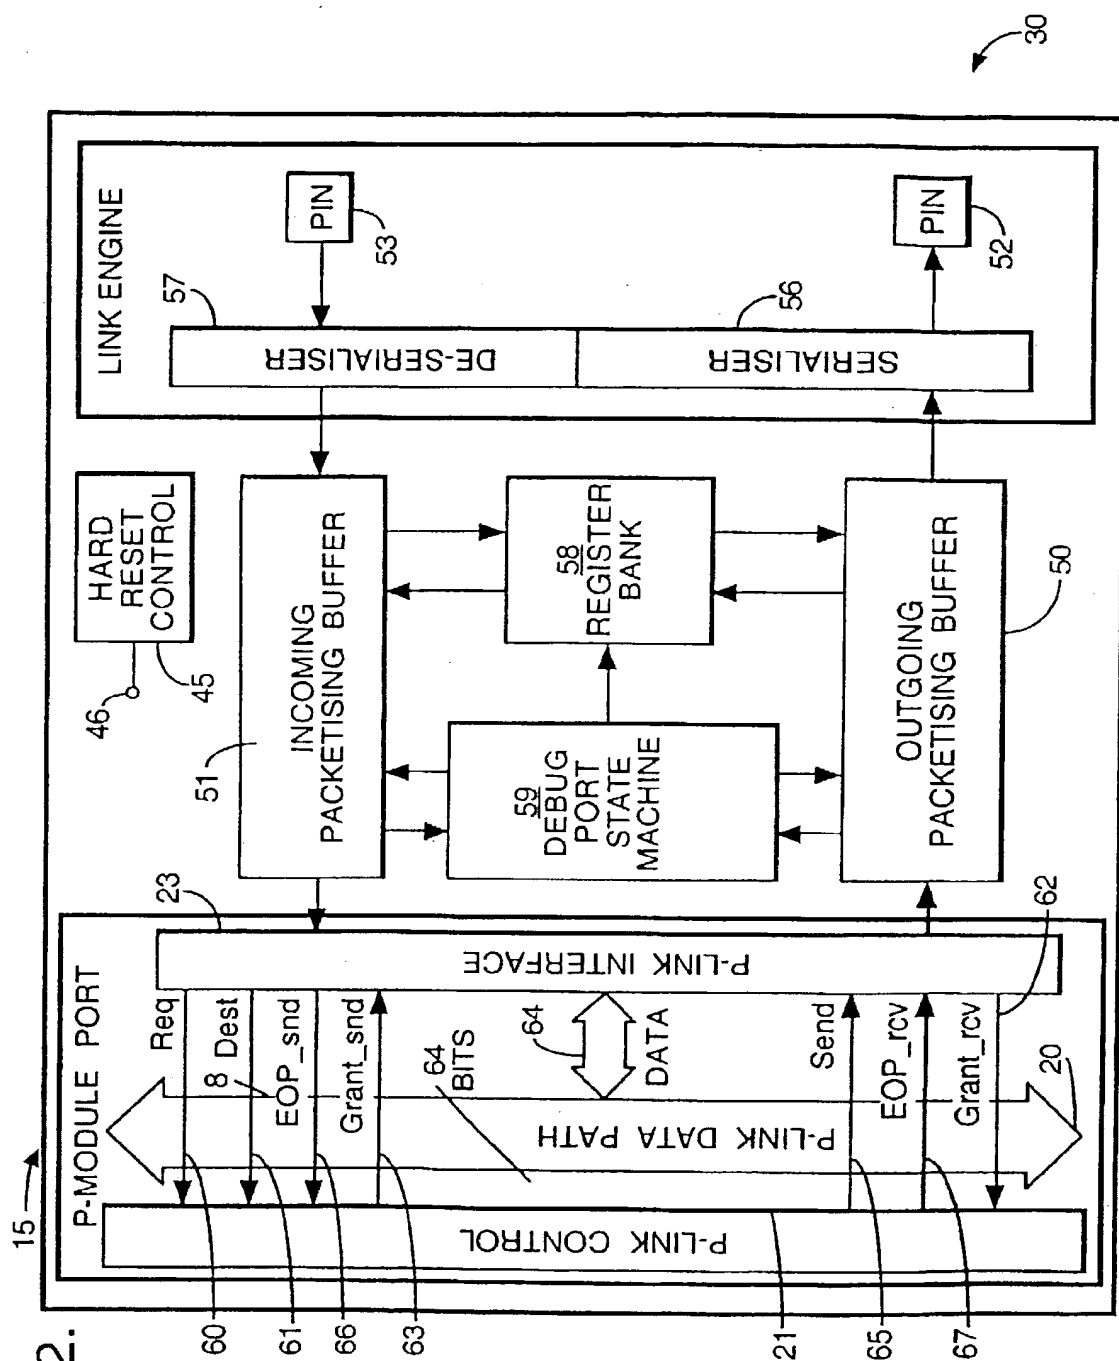 2.
15
30
P-MODULE PORT
P-LINK CONTROL
P-LINK DATA PATH
P-LINK INTERFACE
Req
Dest
8
EOP_snd
Grant_snd
64
BITS
64
DATA
Send
EOP_rcv
Grant_rcv
20
60
61
66
63
21
65
67
62
23
51
INCOMING
PACKETISING BUFFER
46
45
HARD
RESET
CONTROL
59
DEBUG
PORT
STATE
MACHINE
58
REGISTER
BANK
OUTGOING
PACKETISING BUFFER
50
LINK ENGINE
57
DE-SERIALISER
56
SERIALISER
PIN
53
PIN
52